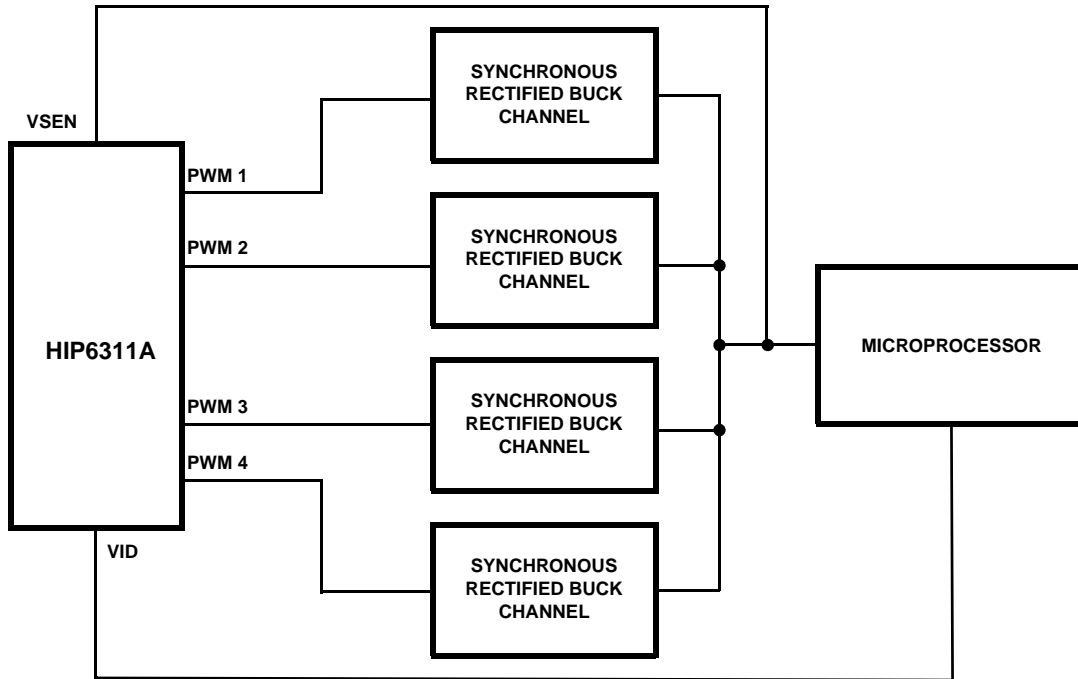 VSEN
HIP6311A
VID
PWM 1
PWM 2
PWM 3
PWM 4
SYNCHRONOUS
RECTIFIED BUCK
CHANNEL
SYNCHRONOUS
RECTIFIED BUCK
CHANNEL
SYNCHRONOUS
RECTIFIED BUCK
CHANNEL
SYNCHRONOUS
RECTIFIED BUCK
CHANNEL
MICROPROCESSOR